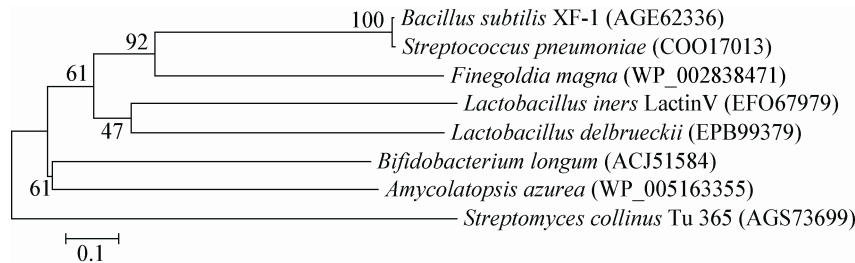 100 Bacillus subtilis XF-1 (AGE62336)
Streptococcus pneumoniae (COO17013)
92
Finegoldia magna (WP_002838471)
61
Lactobacillus iners LactinV (EFO67979)
47
Lactobacillus delbrueckii (EPB99379)
Bifidobacterium longum (ACJ51584)
61
Amycolatopsis azurea (WP_005163355)
Streptomyces collinus Tu 365 (AGS73699)
0.1